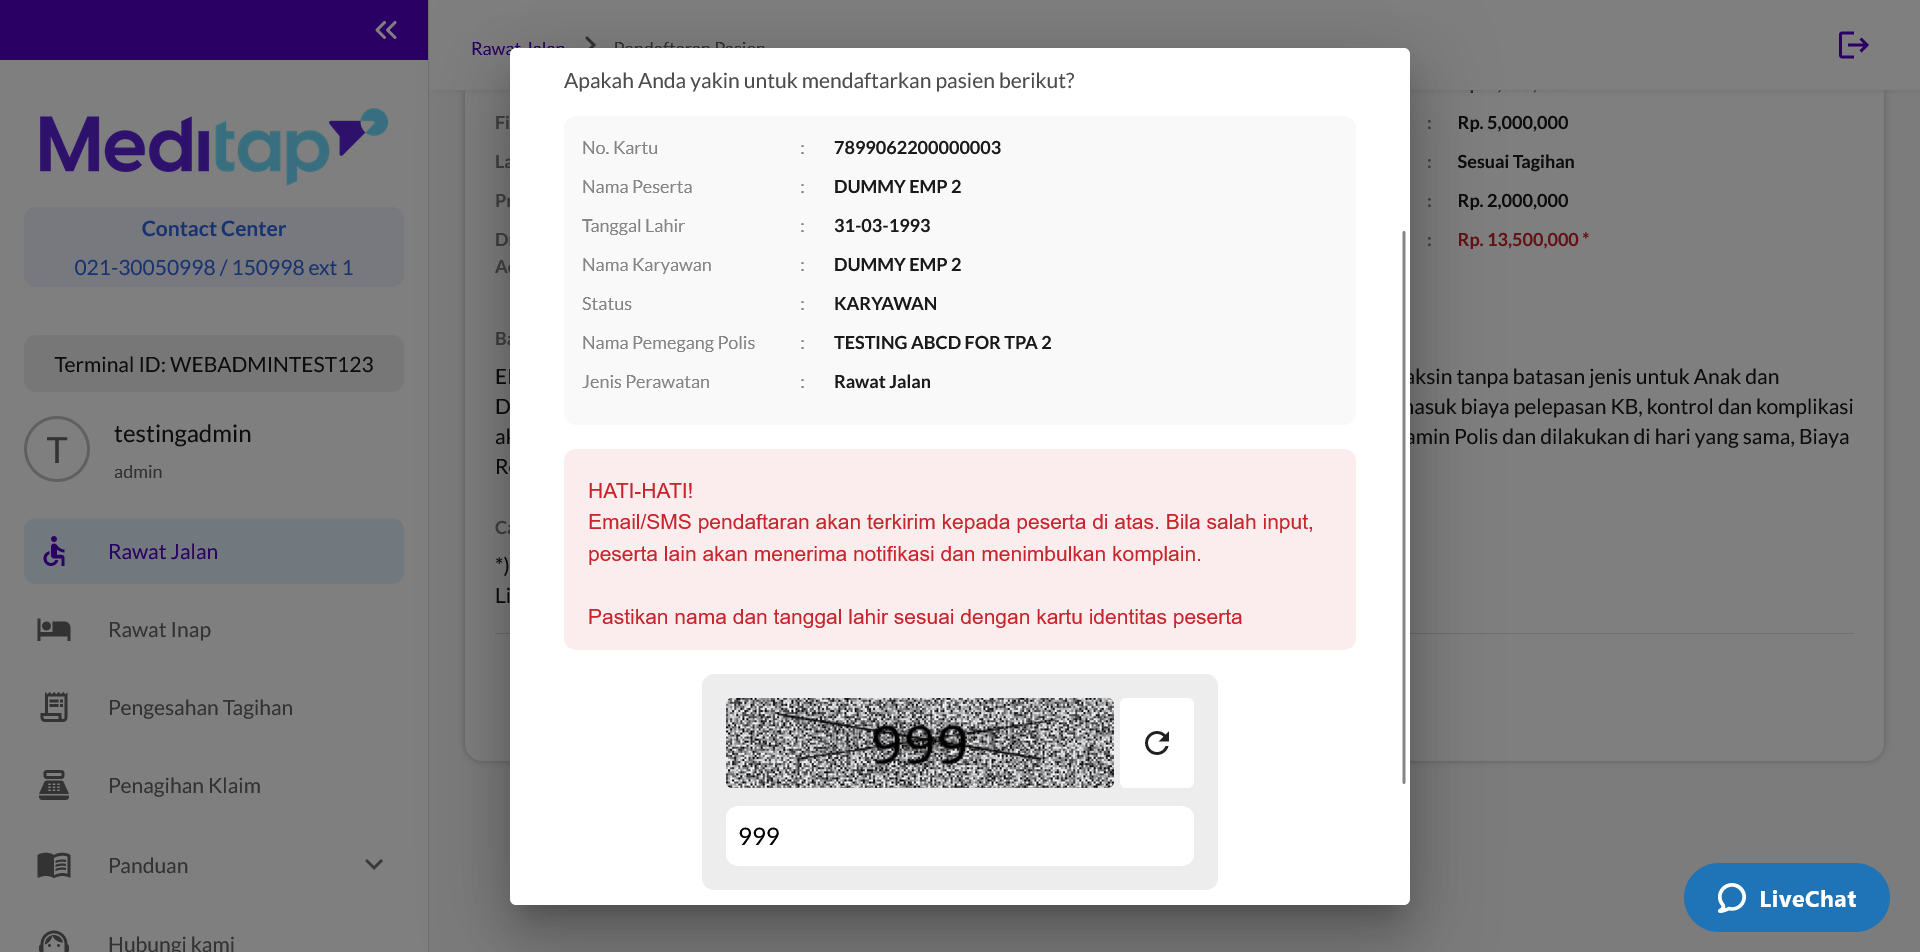 Meditap
Contact Center
021-30050998 / 150998 ext 1
Terminal ID: WEBADMINTEST123
T
testingadmin
admin
Rawat Jalan
Rawat Inap
Pengesahan Tagihan
Penagihan Klaim
Panduan
Hubungi kami
Rawat Jalan > Pendaftaran Pasien
Apakah Anda yakin untuk mendaftarkan pasien berikut?
No. Kartu : 7899062200000003
Nama Peserta : DUMMY EMP 2
Tanggal Lahir : 31-03-1993
Nama Karyawan : DUMMY EMP 2
Status : KARYAWAN
Nama Pemegang Polis : TESTING ABCD FOR TPA 2
Jenis Perawatan : Rawat Jalan
HATI-HATI!
Email/SMS pendaftaran akan terkirim kepada peserta di atas. Bila salah input,
peserta lain akan menerima notifikasi dan menimbulkan komplain.
Pastikan nama dan tanggal lahir sesuai dengan kartu identitas peserta
999
999
: Rp. 5,000,000
: Sesuai Tagihan
: Rp. 2,000,000
: Rp. 13,500,000 *
tanpa batasan jenis untuk Anak dan
biaya pelepasan KB, kontrol dan komplikasi
Polis dan dilakukan di hari yang sama, Biaya
*)
LiveChat